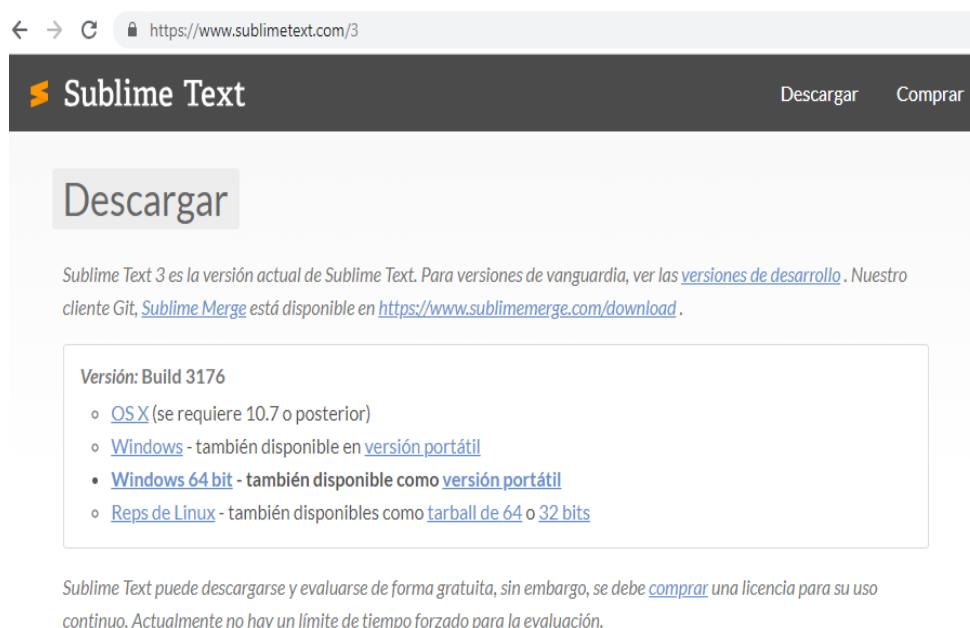 https://www.sublimetext.com/3
Sublime Text
Descargar Comprar
Descargar
Sublime Text 3 es la versión actual de Sublime Text. Para versiones de vanguardia, ver las versiones de desarrollo . Nuestro
cliente Git, Sublime Merge está disponible en https://www.sublimemerge.com/download .
Versión: Build 3176
OS X (se requiere 10.7 o posterior)
Windows - también disponible en versión portátil
Windows 64 bit - también disponible como versión portátil
Reps de Linux - también disponibles como tarball de 64 o 32 bits
Sublime Text puede descargarse y evaluarse de forma gratuita, sin embargo, se debe comprar una licencia para su uso
continuo. Actualmente no hay un límite de tiempo forzado para la evaluación.